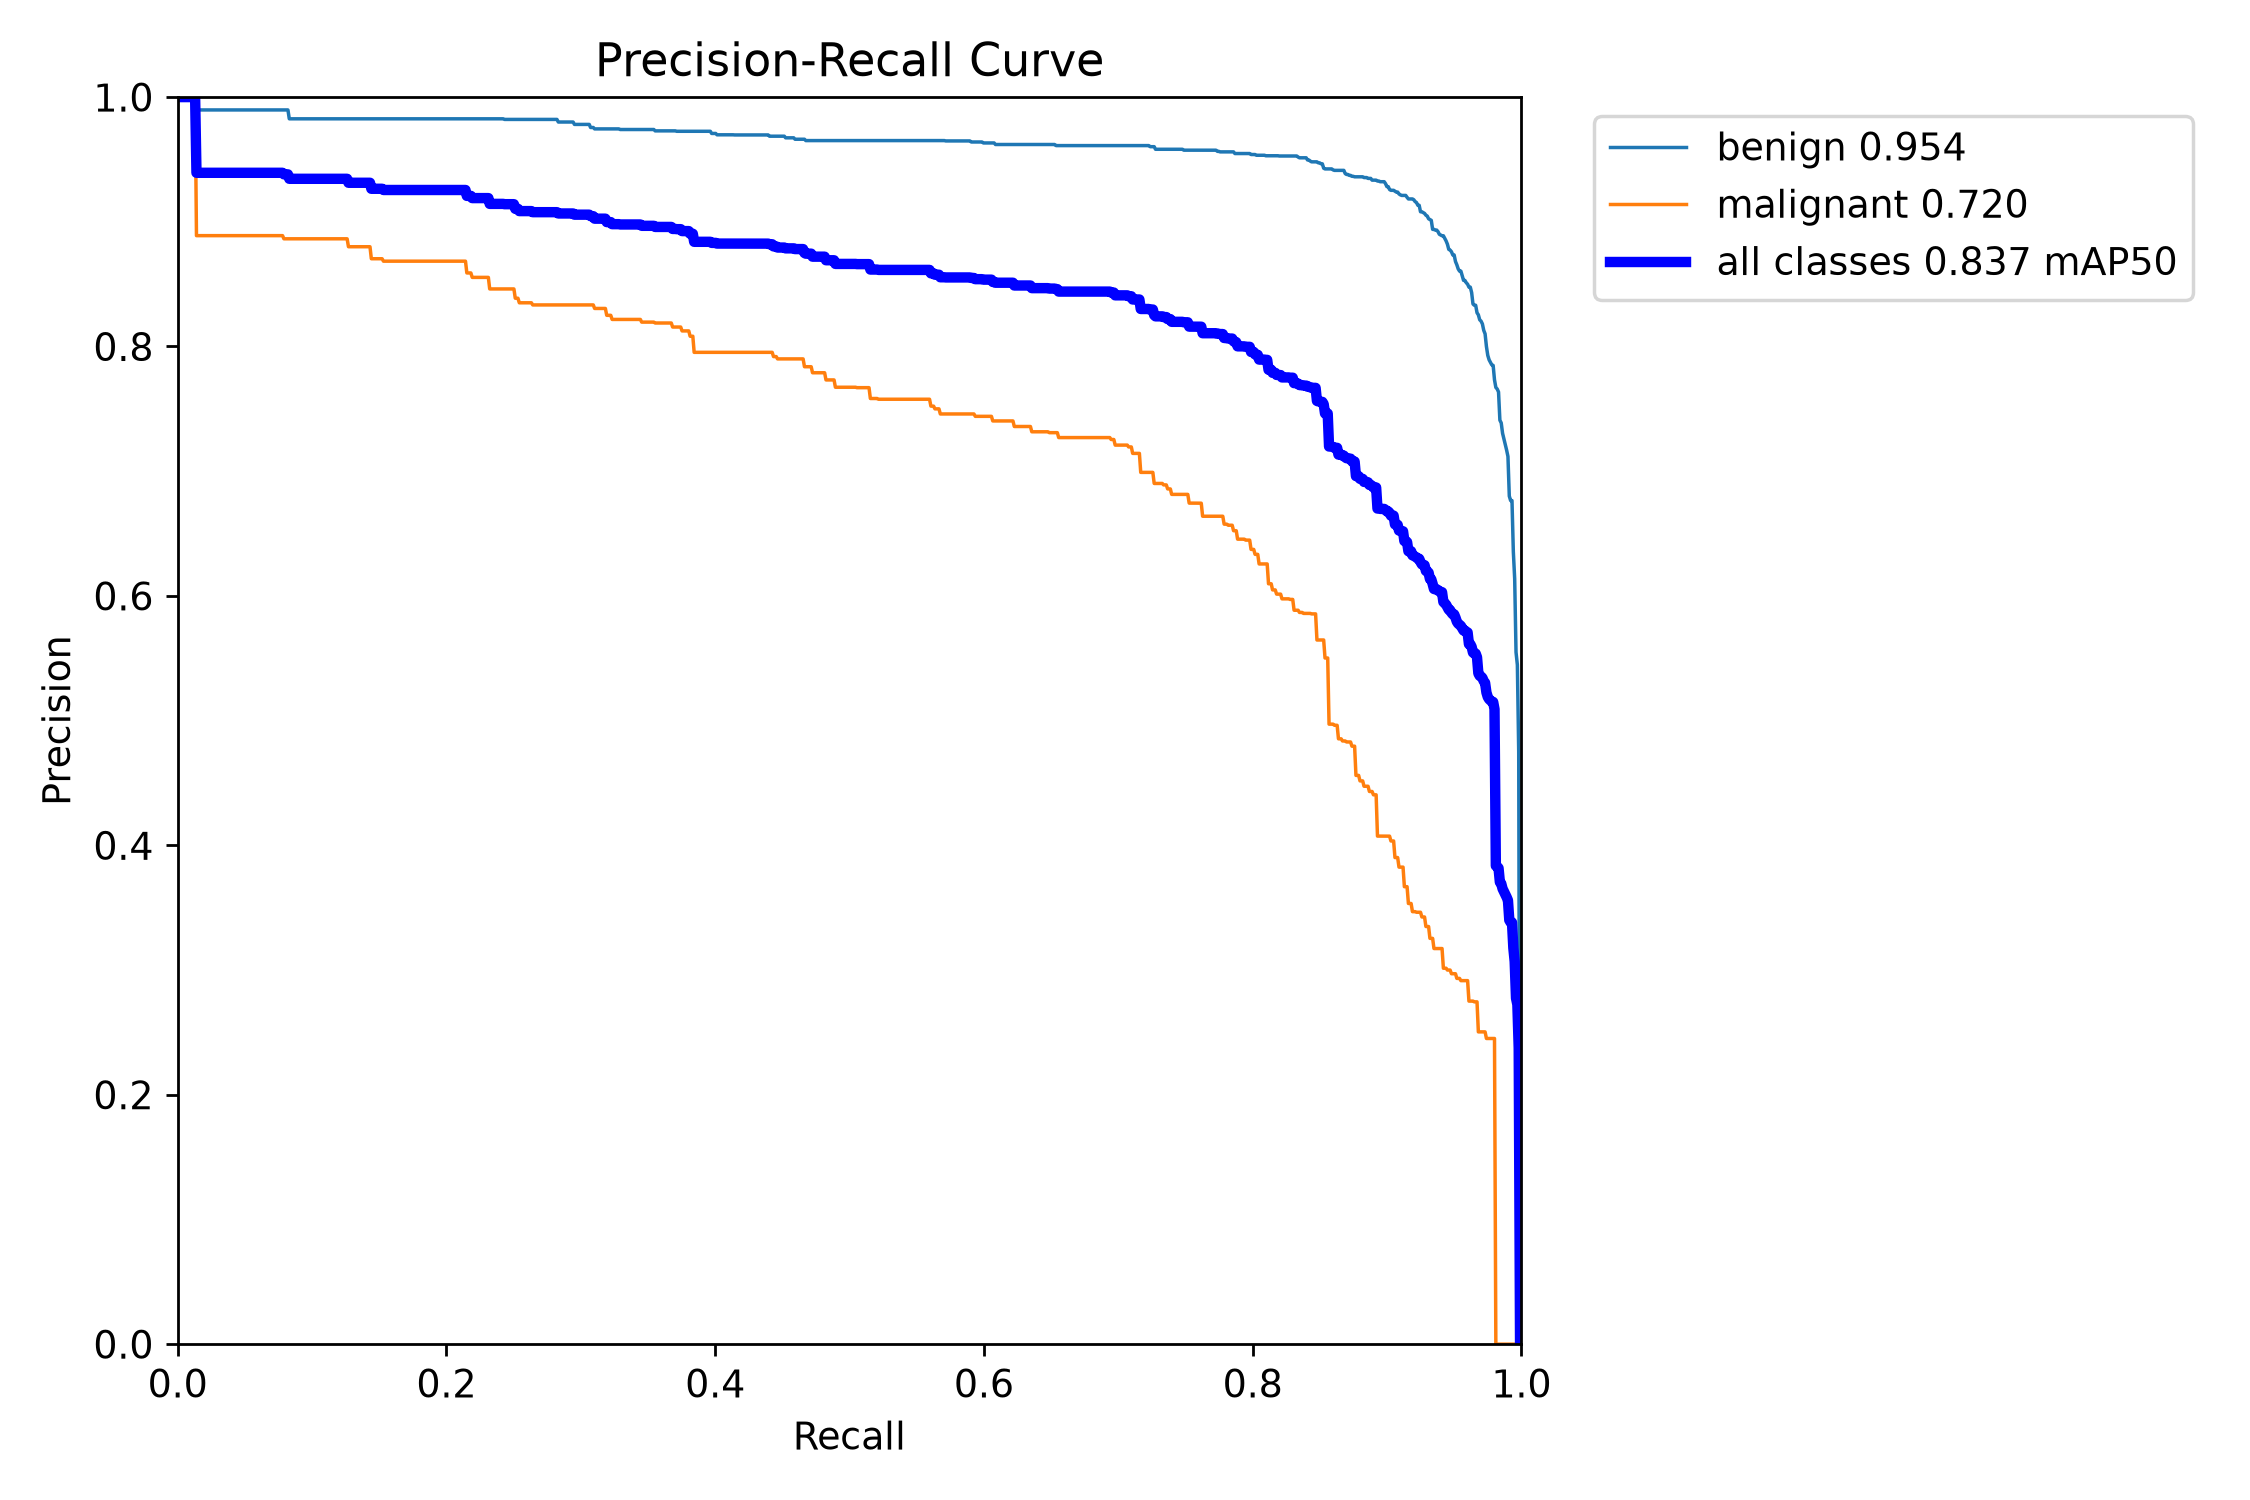 Precision-Recall Curve
benign 0.954
malignant 0.720
all classes 0.837 mAP50
Precision
1.0
0.8
0.6
0.4
0.2
0.0
0.0 0.2 0.4 0.6 0.8 1.0
Recall